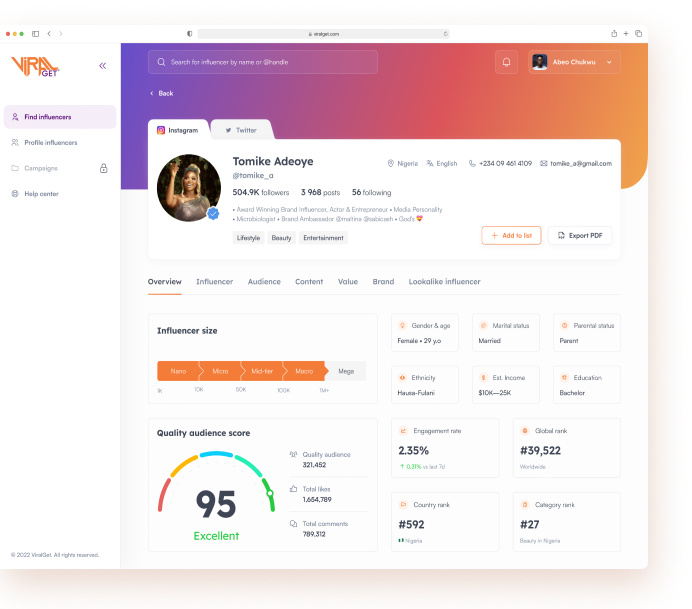 viralget.com
VIRAL
GET
Search for influencer by name or @handle
Abeo Chukwu
Back
Find influencers
Profile influencers
Campaigns
Help center
Instagram
Twitter
Tomike Adeoye
@tomike_a
Nigeria
English
+234 09 461 4109
tomike_a@gmail.com
504.9K followers 3 968 posts 56 following
• Award Winning Brand Influencer, Actor & Entrepreneur • Media Personality
• Microbiologist • Brand Ambassador @maltina @sabicash • God's 💝
Lifestyle
Beauty
Entertainment
+ Add to list
Export PDF
Overview
Influencer
Audience
Content
Value
Brand
Lookalike influencer
Influencer size
Nano
Micro
Mid-tier
Macro
Mega
1K
10K
50K
100K
1M+
Gender & age
Female • 29 y.o
Marital status
Married
Parental status
Parent
Ethnicity
Hausa-Fulani
Est. Income
$10K—25K
Education
Bachelor
Quality audience score
95
Excellent
Quality audience
321,452
Total likes
1,654,789
Total comments
789,312
Engagement rate
2.35%
↑ 0.31% vs last 7d
Global rank
#39,522
Worldwide
Country rank
#592
Nigeria
Category rank
#27
Beauty in Nigeria
© 2022 ViralGet. All rights reserved.